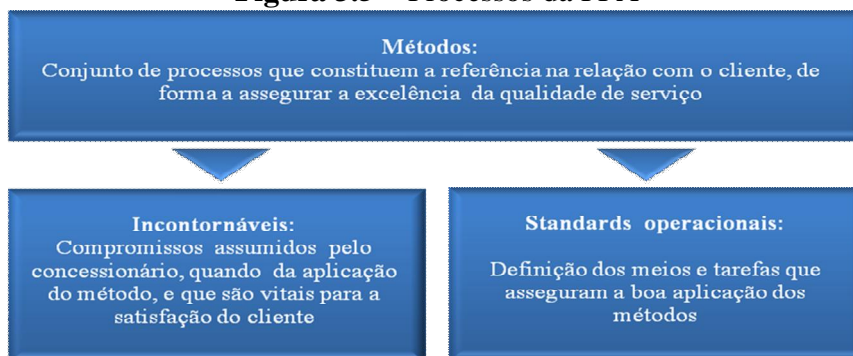 Métodos:
Conjunto de processos que constituem a referência na relação com o cliente, de
forma a assegurar a excelência da qualidade de serviço
Incontornáveis:
Compromissos assumidos pelo
concessionário, quando da aplicação
do método, e que são vitais para a
satisfação do cliente
Standards operacionais:
Definição dos meios e tarefas que
asseguram a boa aplicação dos
métodos